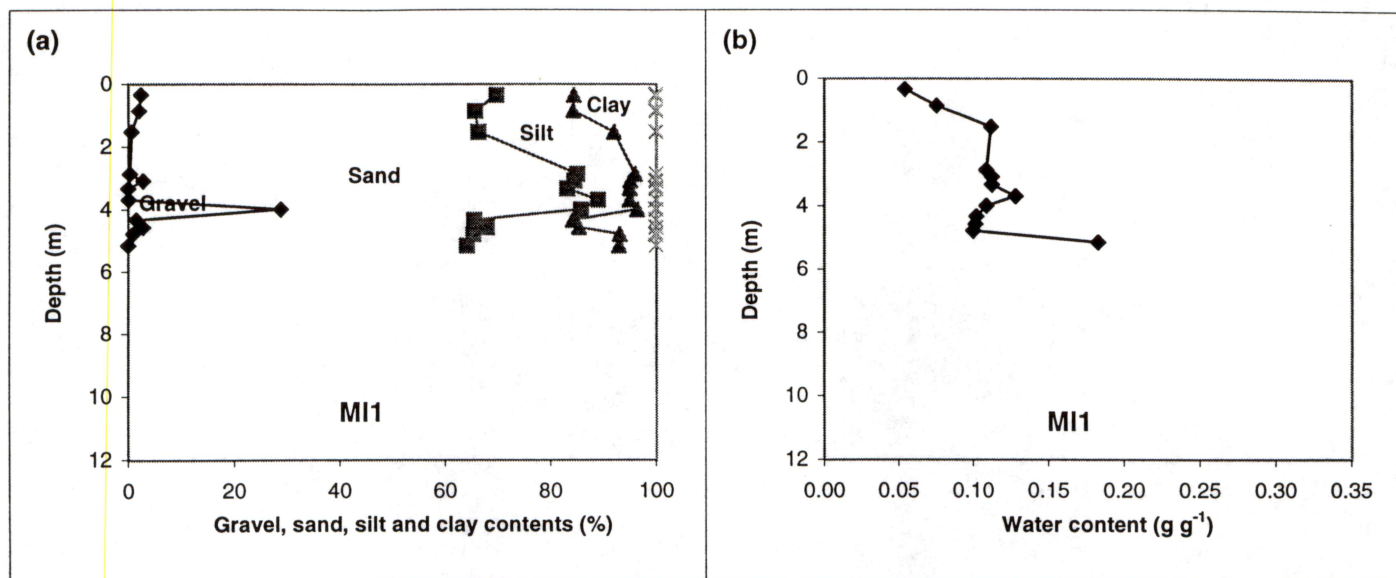 (a)
0
2
4
6
8
10
12
Depth (m)
Clay
Silt
Sand
Gravel
MI1
0 20 40 60 80 100
Gravel, sand, silt and clay contents (%)
(b)
0
2
4
6
8
10
12
Depth (m)
MI1
0.00 0.05 0.10 0.15 0.20 0.25 0.30 0.35
Water content (g g⁻¹)